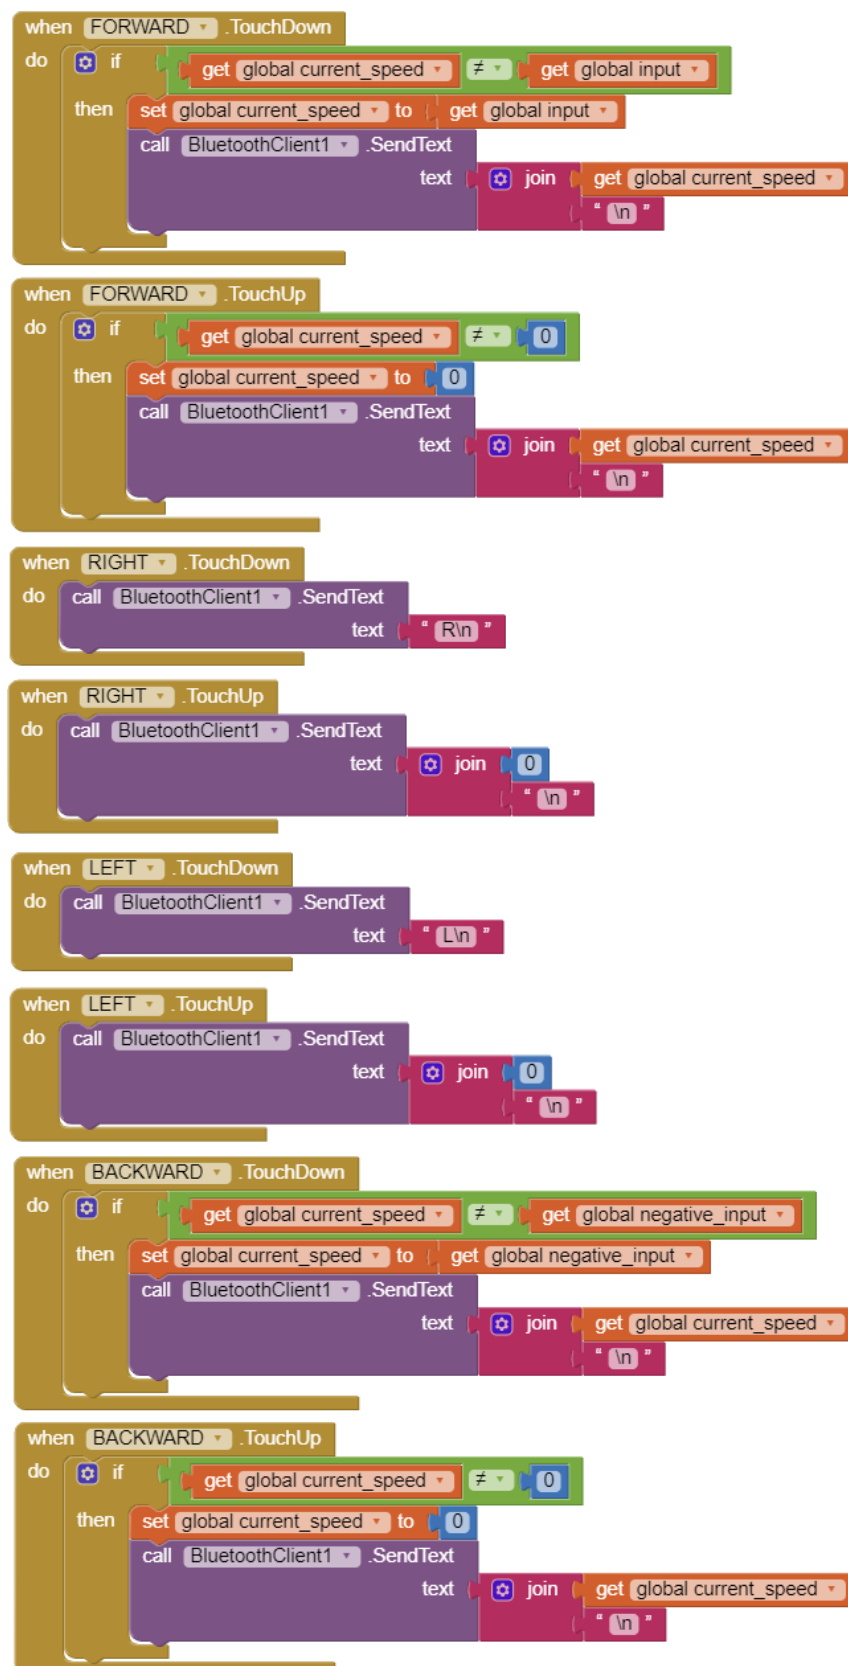 when FORWARD .TouchDown
do if get global current_speed ≠ get global input
then set global current_speed to get global input
call BluetoothClient1 .SendText
text join get global current_speed
" \n "
when FORWARD .TouchUp
do if get global current_speed ≠ 0
then set global current_speed to 0
call BluetoothClient1 .SendText
text join get global current_speed
" \n "
when RIGHT .TouchDown
do call BluetoothClient1 .SendText
text " R\n "
when RIGHT .TouchUp
do call BluetoothClient1 .SendText
text join 0
" \n "
when LEFT .TouchDown
do call BluetoothClient1 .SendText
text " L\n "
when LEFT .TouchUp
do call BluetoothClient1 .SendText
text join 0
" \n "
when BACKWARD .TouchDown
do if get global current_speed ≠ get global negative_input
then set global current_speed to get global negative_input
call BluetoothClient1 .SendText
text join get global current_speed
" \n "
when BACKWARD .TouchUp
do if get global current_speed ≠ 0
then set global current_speed to 0
call BluetoothClient1 .SendText
text join get global current_speed
" \n "